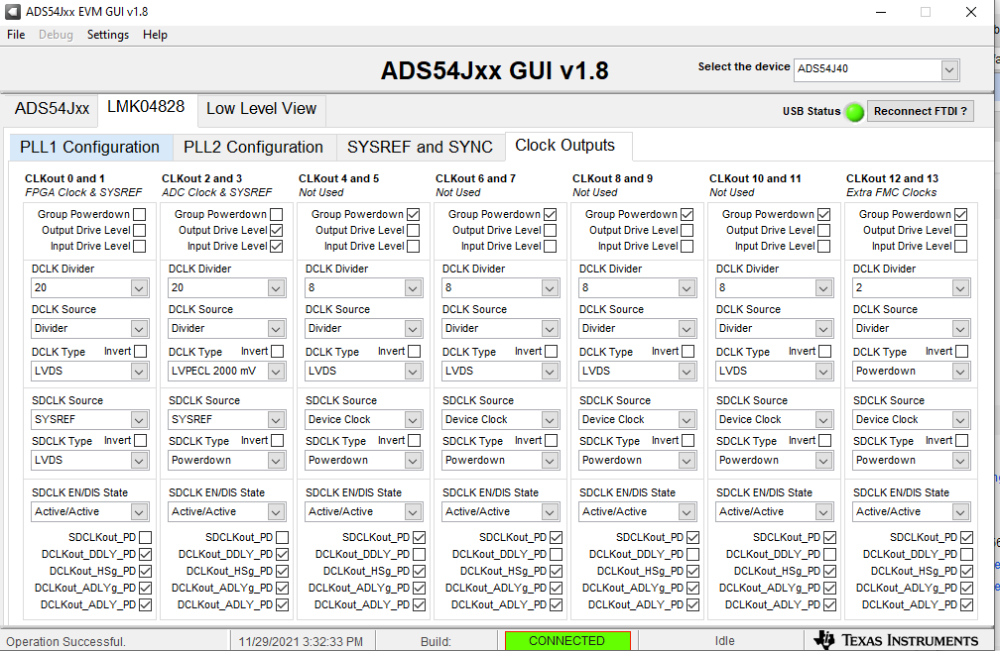 ADS54Jxx EVM GUI v1.8
File Debug Settings Help
ADS54Jxx GUI v1.8
Select the device ADS54J40
ADS54Jxx LMK04828 Low Level View
USB Status Reconnect FTDI ?
PLL1 Configuration PLL2 Configuration SYSREF and SYNC Clock Outputs
CLKout 0 and 1 CLKout 2 and 3 CLKout 4 and 5 CLKout 6 and 7 CLKout 8 and 9 CLKout 10 and 11 CLKout 12 and 13
FPGA Clock & SYSREF ADC Clock & SYSREF Not Used Not Used Not Used Not Used Extra FMC Clocks
Group Powerdown Group Powerdown Group Powerdown Group Powerdown Group Powerdown Group Powerdown Group Powerdown
Output Drive Level Output Drive Level Output Drive Level Output Drive Level Output Drive Level Output Drive Level Output Drive Level
Input Drive Level Input Drive Level Input Drive Level Input Drive Level Input Drive Level Input Drive Level Input Drive Level
DCLK Divider DCLK Divider DCLK Divider DCLK Divider DCLK Divider DCLK Divider DCLK Divider
20 20 8 8 8 8 2
DCLK Source DCLK Source DCLK Source DCLK Source DCLK Source DCLK Source DCLK Source
Divider Divider Divider Divider Divider Divider Divider
DCLK Type Invert DCLK Type Invert DCLK Type Invert DCLK Type Invert DCLK Type Invert DCLK Type Invert DCLK Type Invert
LVDS LVPECL 2000 mV LVDS LVDS LVDS LVDS Powerdown
SDCLK Source SDCLK Source SDCLK Source SDCLK Source SDCLK Source SDCLK Source SDCLK Source
SYSREF SYSREF Device Clock Device Clock Device Clock Device Clock Device Clock
SDCLK Type Invert SDCLK Type Invert SDCLK Type Invert SDCLK Type Invert SDCLK Type Invert SDCLK Type Invert SDCLK Type Invert
LVDS Powerdown Powerdown Powerdown Powerdown Powerdown Powerdown
SDCLK EN/DIS State SDCLK EN/DIS State SDCLK EN/DIS State SDCLK EN/DIS State SDCLK EN/DIS State SDCLK EN/DIS State SDCLK EN/DIS State
Active/Active Active/Active Active/Active Active/Active Active/Active Active/Active Active/Active
SDCLKout_PD SDCLKout_PD SDCLKout_PD SDCLKout_PD SDCLKout_PD SDCLKout_PD SDCLKout_PD
DCLKout_DDLY_PD DCLKout_DDLY_PD DCLKout_DDLY_PD DCLKout_DDLY_PD DCLKout_DDLY_PD DCLKout_DDLY_PD DCLKout_DDLY_PD
DCLKout_HSg_PD DCLKout_HSg_PD DCLKout_HSg_PD DCLKout_HSg_PD DCLKout_HSg_PD DCLKout_HSg_PD DCLKout_HSg_PD
DCLKout_ADLYg_PD DCLKout_ADLYg_PD DCLKout_ADLYg_PD DCLKout_ADLYg_PD DCLKout_ADLYg_PD DCLKout_ADLYg_PD DCLKout_ADLYg_PD
DCLKout_ADLY_PD DCLKout_ADLY_PD DCLKout_ADLY_PD DCLKout_ADLY_PD DCLKout_ADLY_PD DCLKout_ADLY_PD DCLKout_ADLY_PD
Operation Successful. 11/29/2021 3:32:33 PM Build: CONNECTED Idle TEXAS INSTRUMENTS